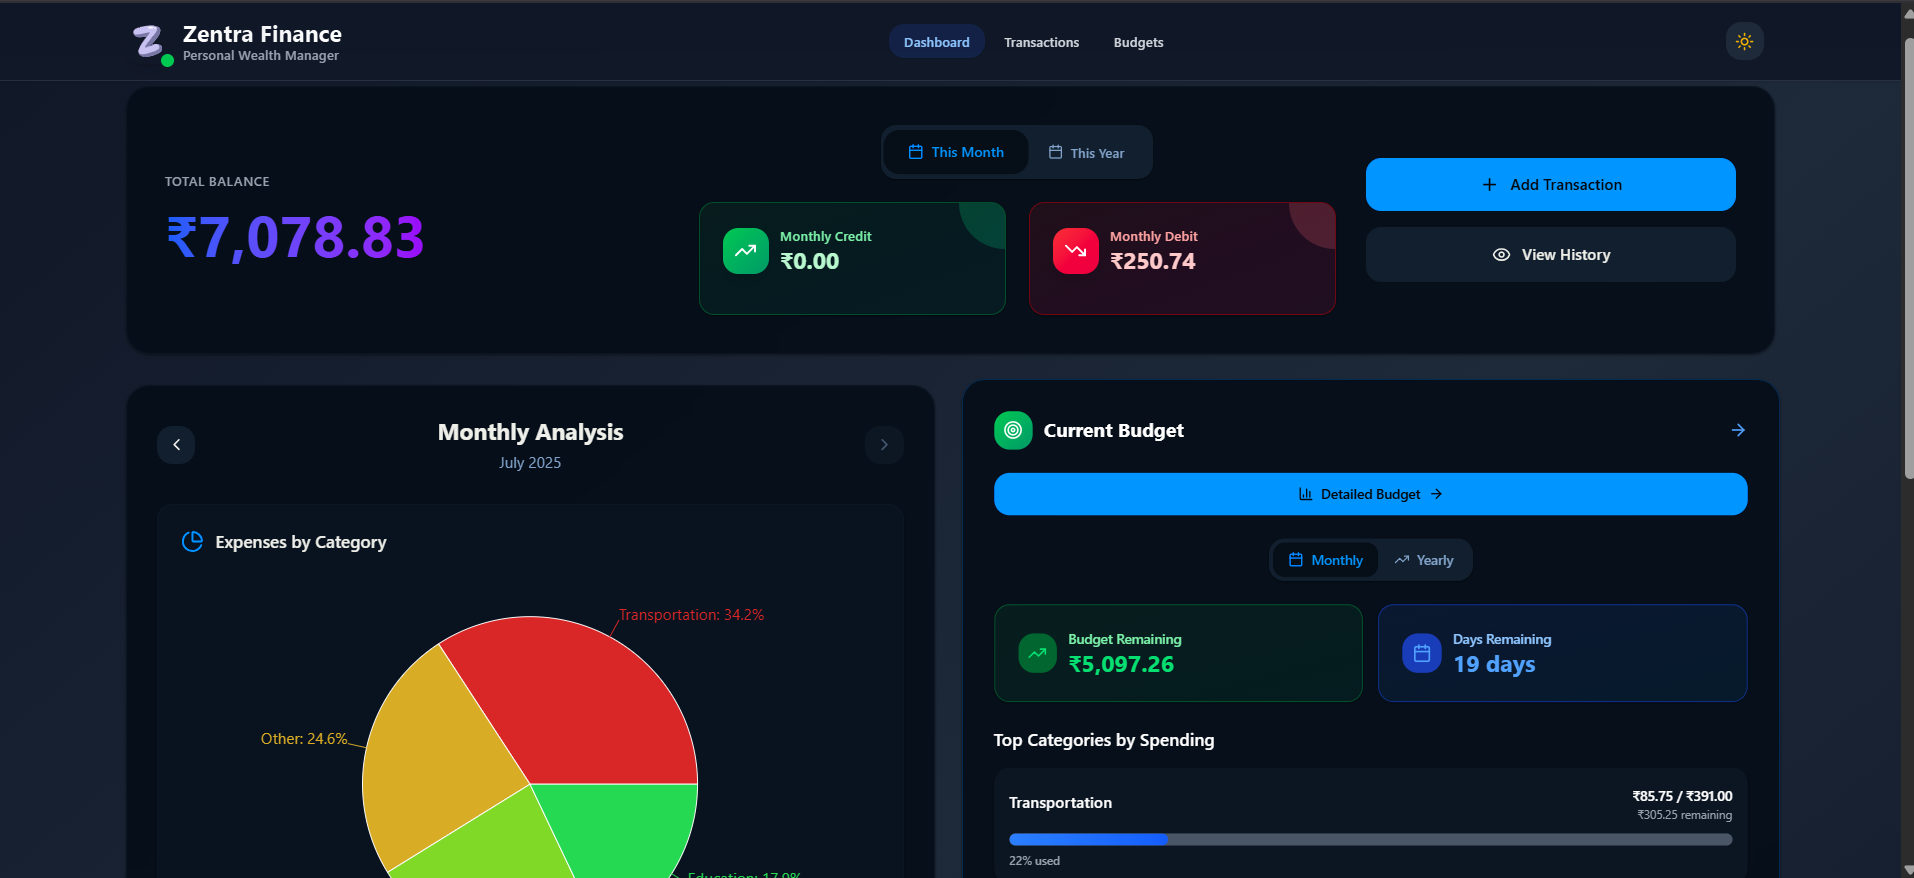 Zentra Finance
Personal Wealth Manager
Dashboard
Transactions
Budgets
TOTAL BALANCE
₹7,078.83
This Month
This Year
Monthly Credit
₹0.00
Monthly Debit
₹250.74
Add Transaction
View History
Monthly Analysis
July 2025
Expenses by Category
Transportation: 34.2%
Other: 24.6%
Education: 17.9%
Current Budget
Detailed Budget
Monthly
Yearly
Budget Remaining
₹5,097.26
Days Remaining
19 days
Top Categories by Spending
Transportation
₹85.75 / ₹391.00
₹305.25 remaining
22% used